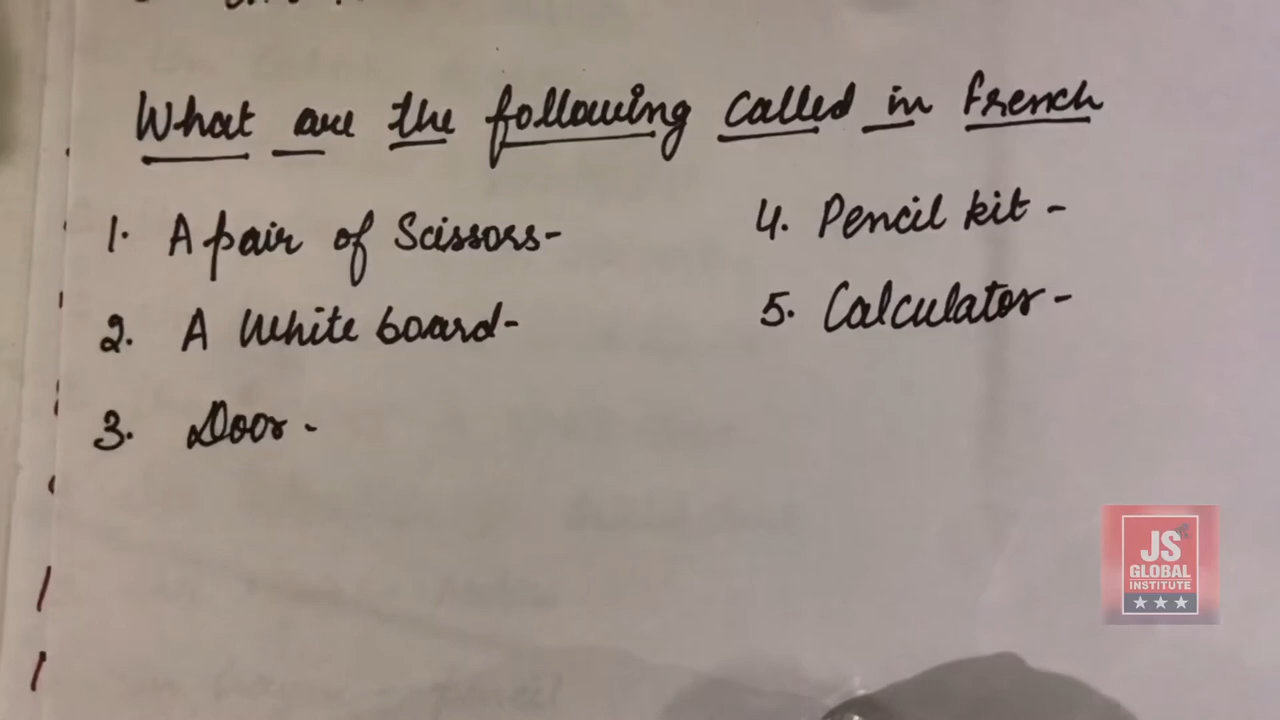 What are the following called in French
1. A pair of Scissors-
2. A White board-
3. Door -
4. Pencil kit -
5. Calculator -
JS
GLOBAL
INSTITUTE